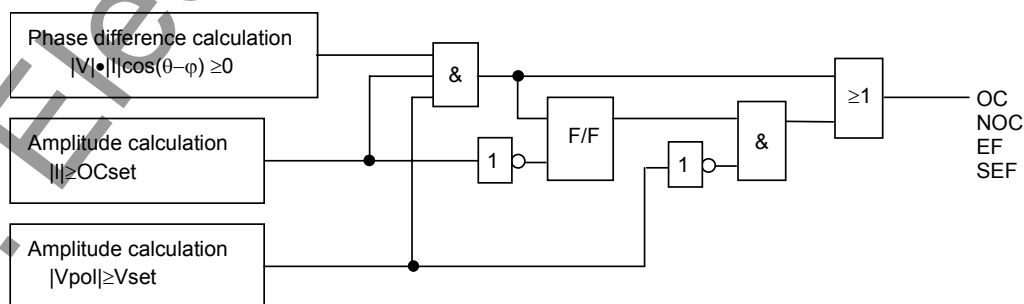 Phase difference calculation
|V|•|I|cos(θ−φ) ≥0
&
≥1
OC
NOC
EF
SEF
F/F
&
Amplitude calculation
|I|≥OCset
1
1
Amplitude calculation
|Vpol|≥Vset